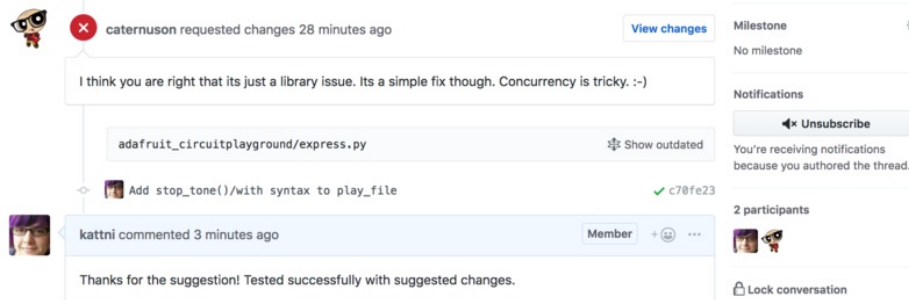 caternuson requested changes 28 minutes ago
View changes
I think you are right that its just a library issue. Its a simple fix though. Concurrency is tricky. :-)
adafruit_circuitplayground/express.py
Show outdated
Add stop_tone()/with syntax to play_file
c70fe23
kattni commented 3 minutes ago
Member
Thanks for the suggestion! Tested successfully with suggested changes.
Milestone
No milestone
Notifications
Unsubscribe
You're receiving notifications
because you authored the thread.
2 participants
Lock conversation